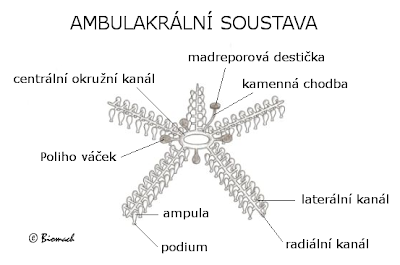 AMBULAKRÁLNÍ SOUSTAVA
madreporová destička
centrální okružní kanál
kamenná chodba
Poliho váček
laterální kanál
ampula
radiální kanál
podium
© Biomach